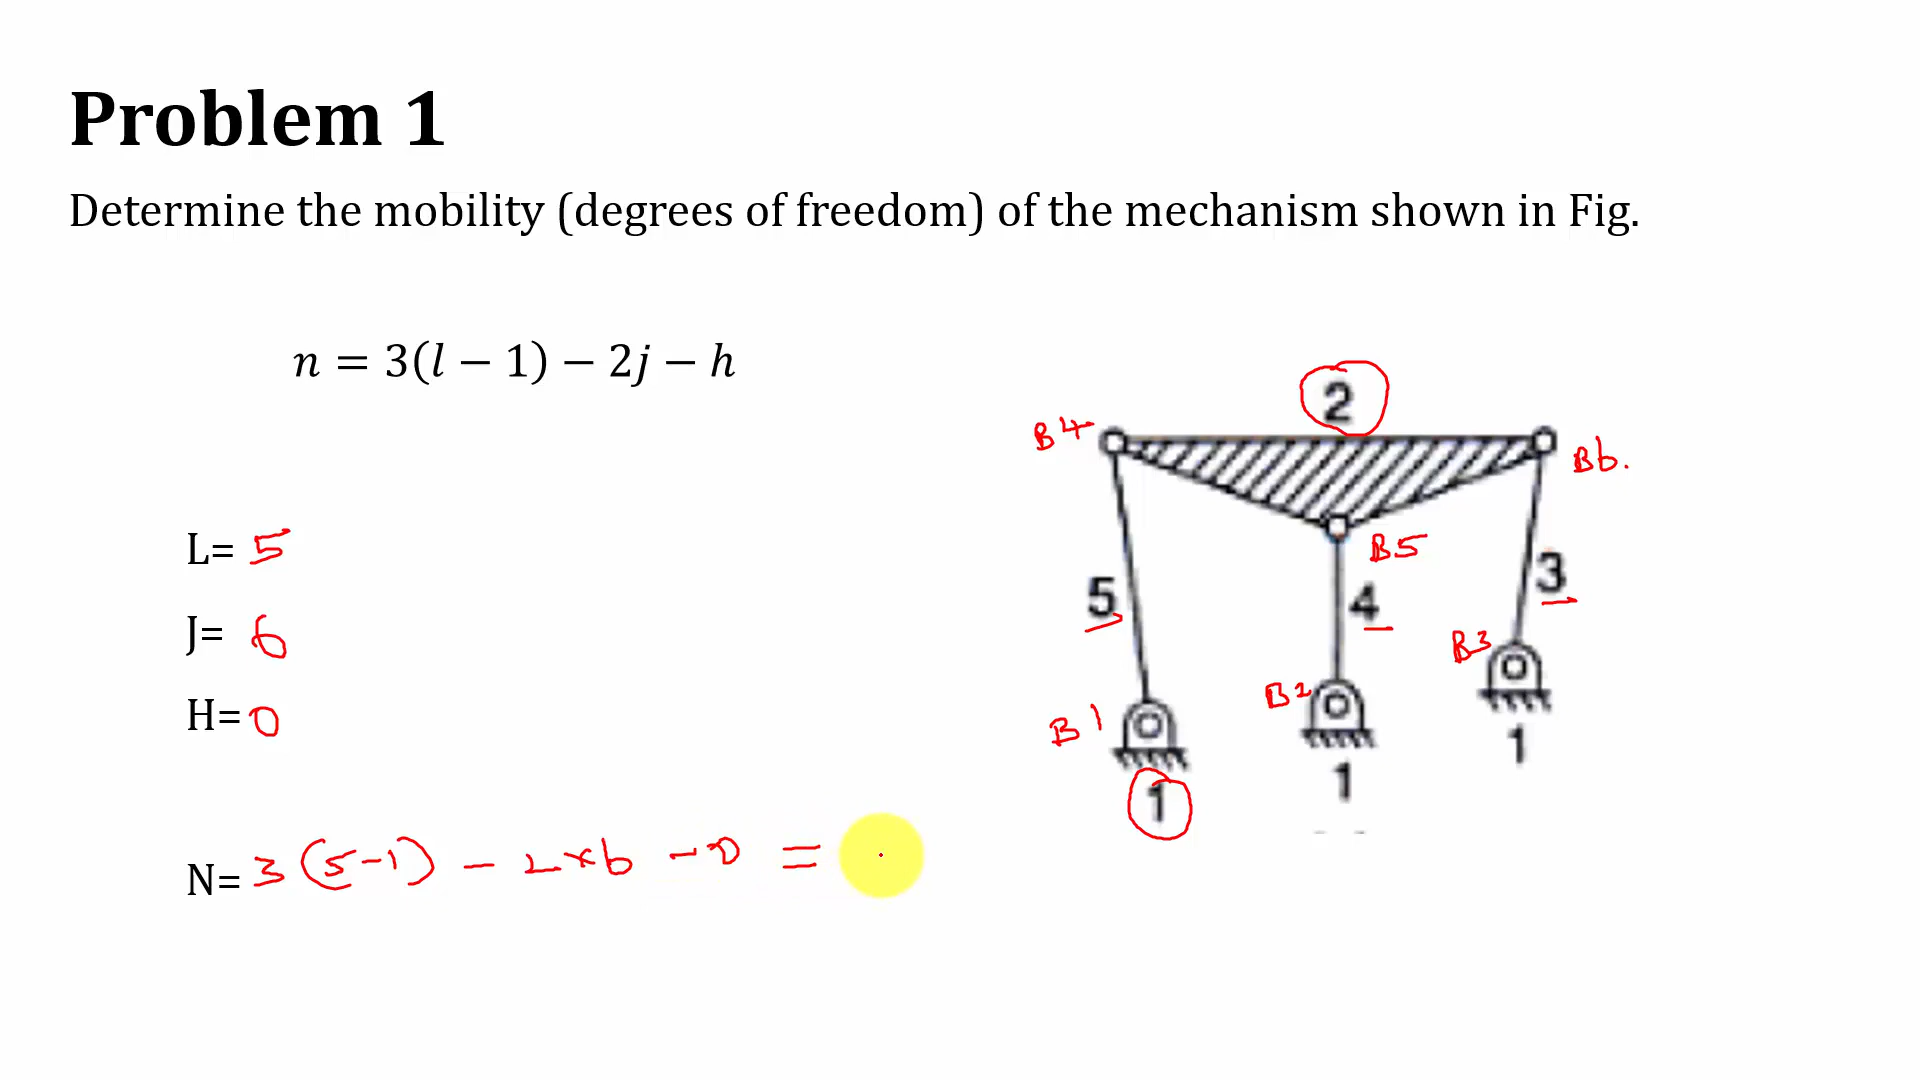 Problem 1
Determine the mobility (degrees of freedom) of the mechanism shown in Fig.
n = 3(l − 1) − 2j − h
2
B4
B6.
B5
5
4
3
B3
B2
B1
1
1
1
L= 5
J= 6
H= 0
N= 3 (5-1) - 2×6 - 0 =